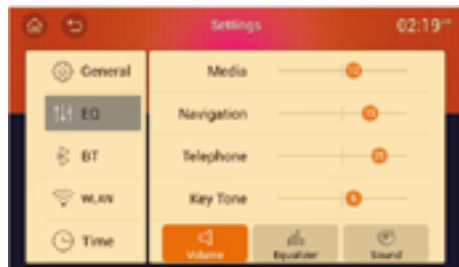 Settings
02:19
General
EQ
BT
WLAN
Time
Media
Navigation
Telephone
Key Tone
Volume
Equalizer
Sound